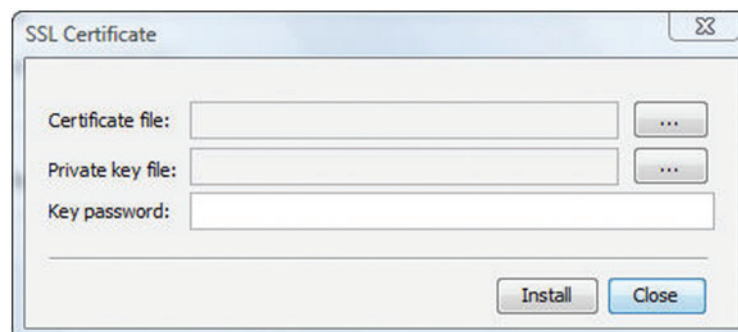 SSL Certificate
Certificate file:
...
Private key file:
...
Key password:
Install Close